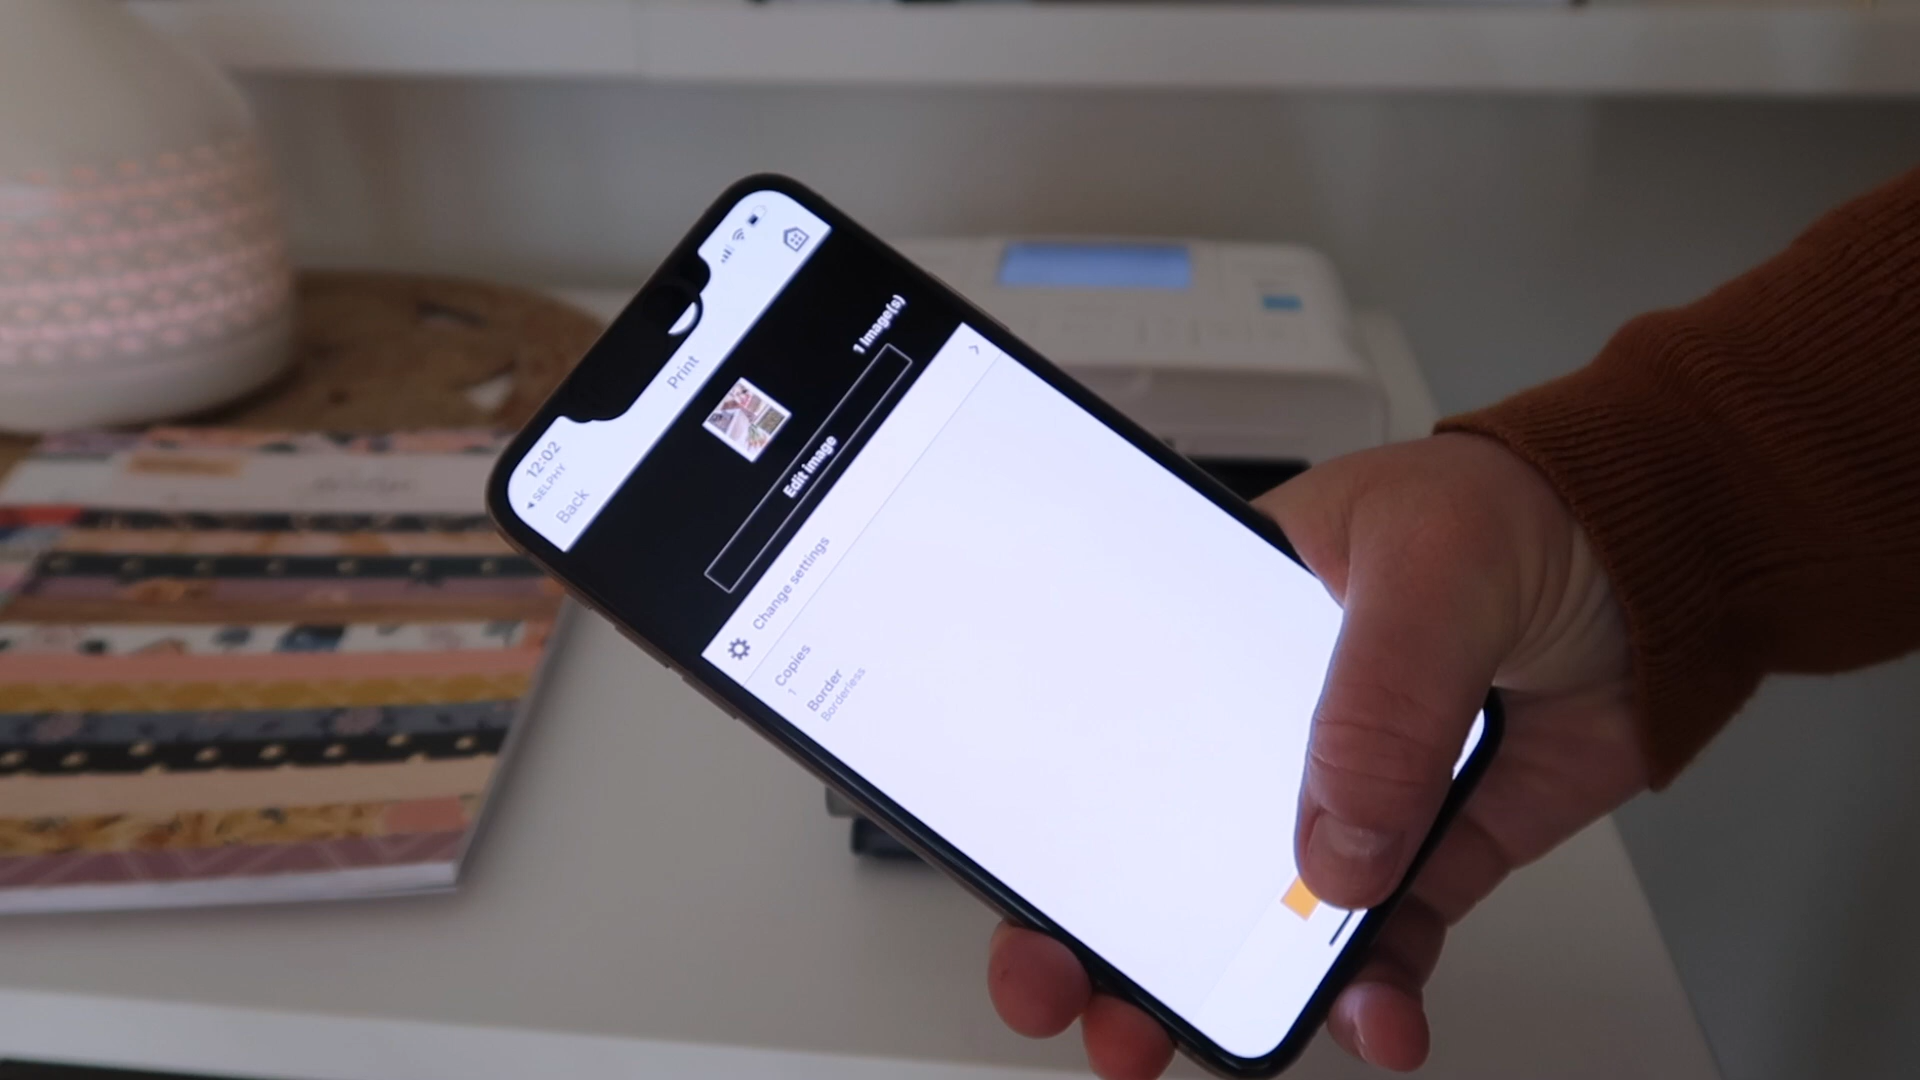 12:02
◀ SELPHY
Back
Print
1 Image(s)
Edit image
Change settings
Copies
1
Border
Borderless